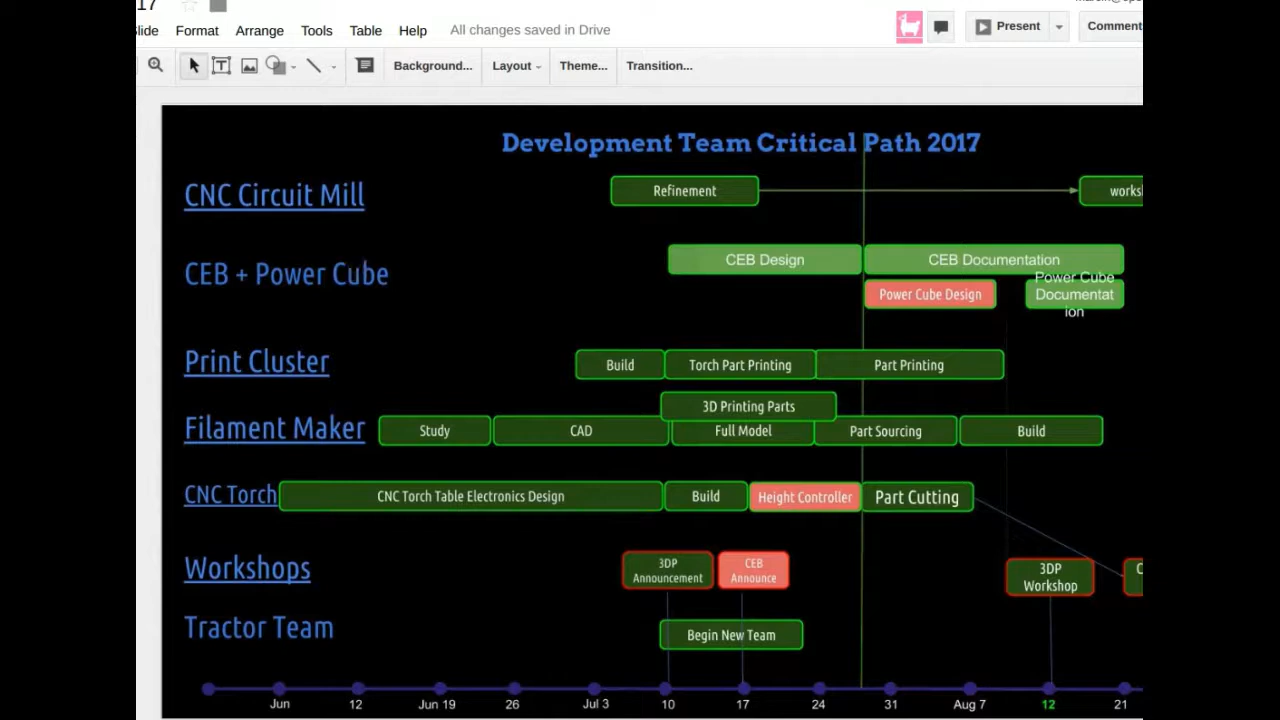 17
lide Format Arrange Tools Table Help All changes saved in Drive Present Comment
Background... Layout Theme... Transition...
Development Team Critical Path 2017
CNC Circuit Mill Refinement works
CEB + Power Cube CEB Design CEB Documentation
Power Cube Design Power Cube
Documentat
ion
Print Cluster Build Torch Part Printing Part Printing
3D Printing Parts
Filament Maker Study CAD Full Model Part Sourcing Build
CNC Torch CNC Torch Table Electronics Design Build Height Controller Part Cutting
Workshops 3DP
Announcement CEB
Announce 3DP
Workshop C
Tractor Team Begin New Team
Jun 12 Jun 19 26 Jul 3 10 17 24 31 Aug 7 12 21